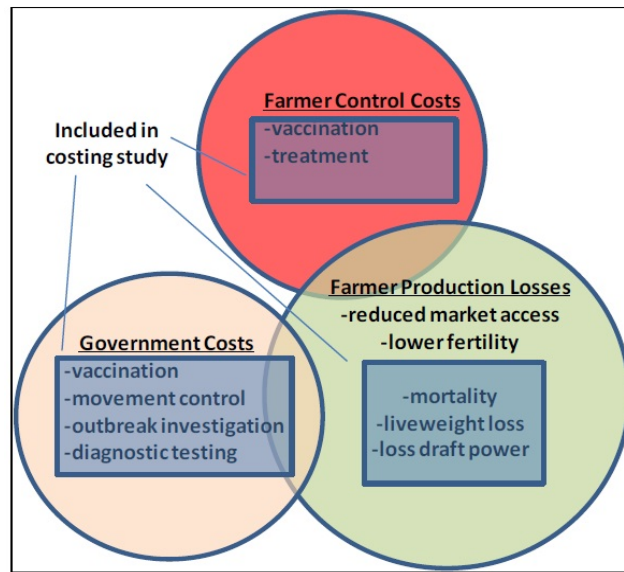 Farmer Control Costs
-vaccination
-treatment
Included in
costing study
Farmer Production Losses
-reduced market access
-lower fertility
-mortality
-liveweight loss
-loss draft power
Government Costs
-vaccination
-movement control
-outbreak investigation
-diagnostic testing